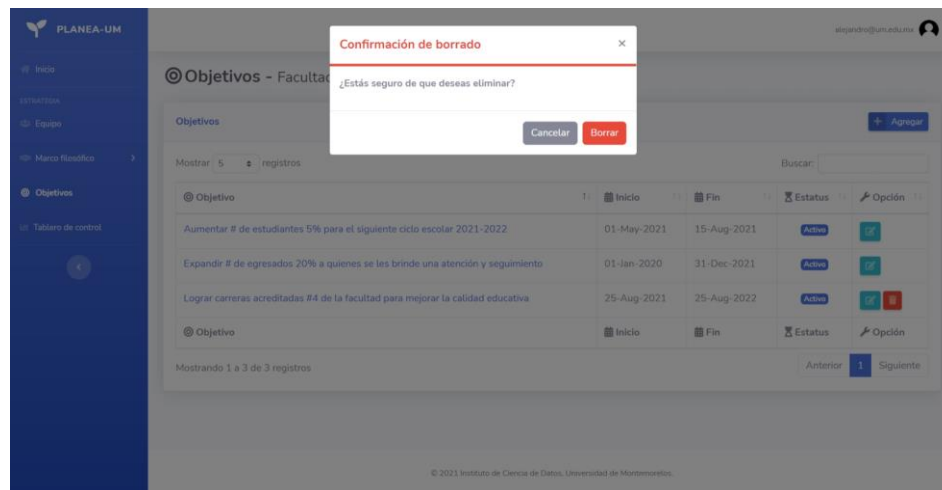 PLANEA-UM
alejandro@um.edu.mx
Inicio
ESTRATEGIA
Equipo
Marco filosófico
Objetivos
Tablero de control
Confirmación de borrado ×
¿Estás seguro de que deseas eliminar?
Cancelar Borrar
Objetivos - Facultad
Objetivos + Agregar
Mostrar 5 registros Buscar:
Objetivo Inicio Fin Estatus Opción
Aumentar # de estudiantes 5% para el siguiente ciclo escolar 2021-2022 01-May-2021 15-Aug-2021 Activo
Expandir # de egresados 20% a quienes se les brinde una atención y seguimiento 01-Jan-2020 31-Dec-2021 Activo
Lograr carreras acreditadas #4 de la facultad para mejorar la calidad educativa 25-Aug-2021 25-Aug-2022 Activo
Objetivo Inicio Fin Estatus Opción
Mostrando 1 a 3 de 3 registros Anterior 1 Siguiente
© 2021 Instituto de Ciencia de Datos, Universidad de Montemorelos.